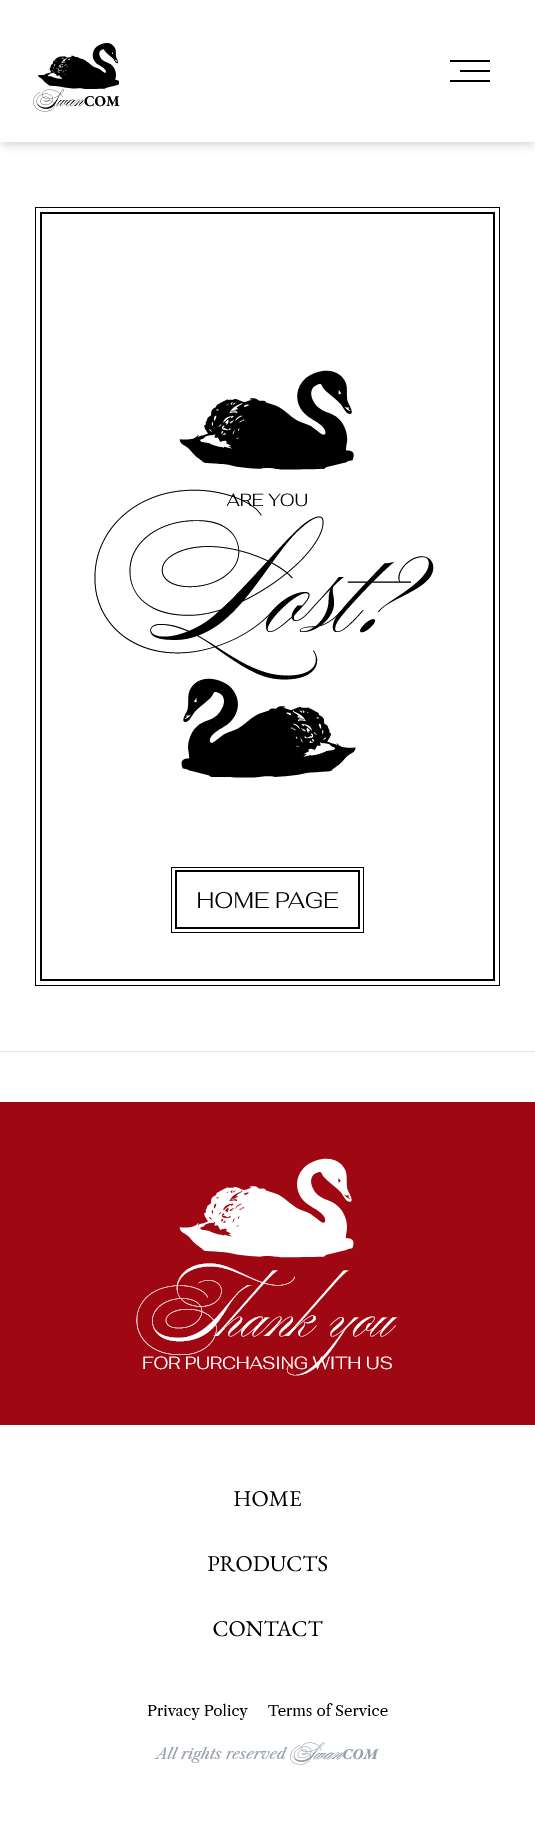 SwanCOM
ARE YOU
Lost?
HOME PAGE
Thank you
FOR PURCHASING WITH US
HOME
PRODUCTS
CONTACT
Privacy Policy Terms of Service
All rights reserved SwanCOM